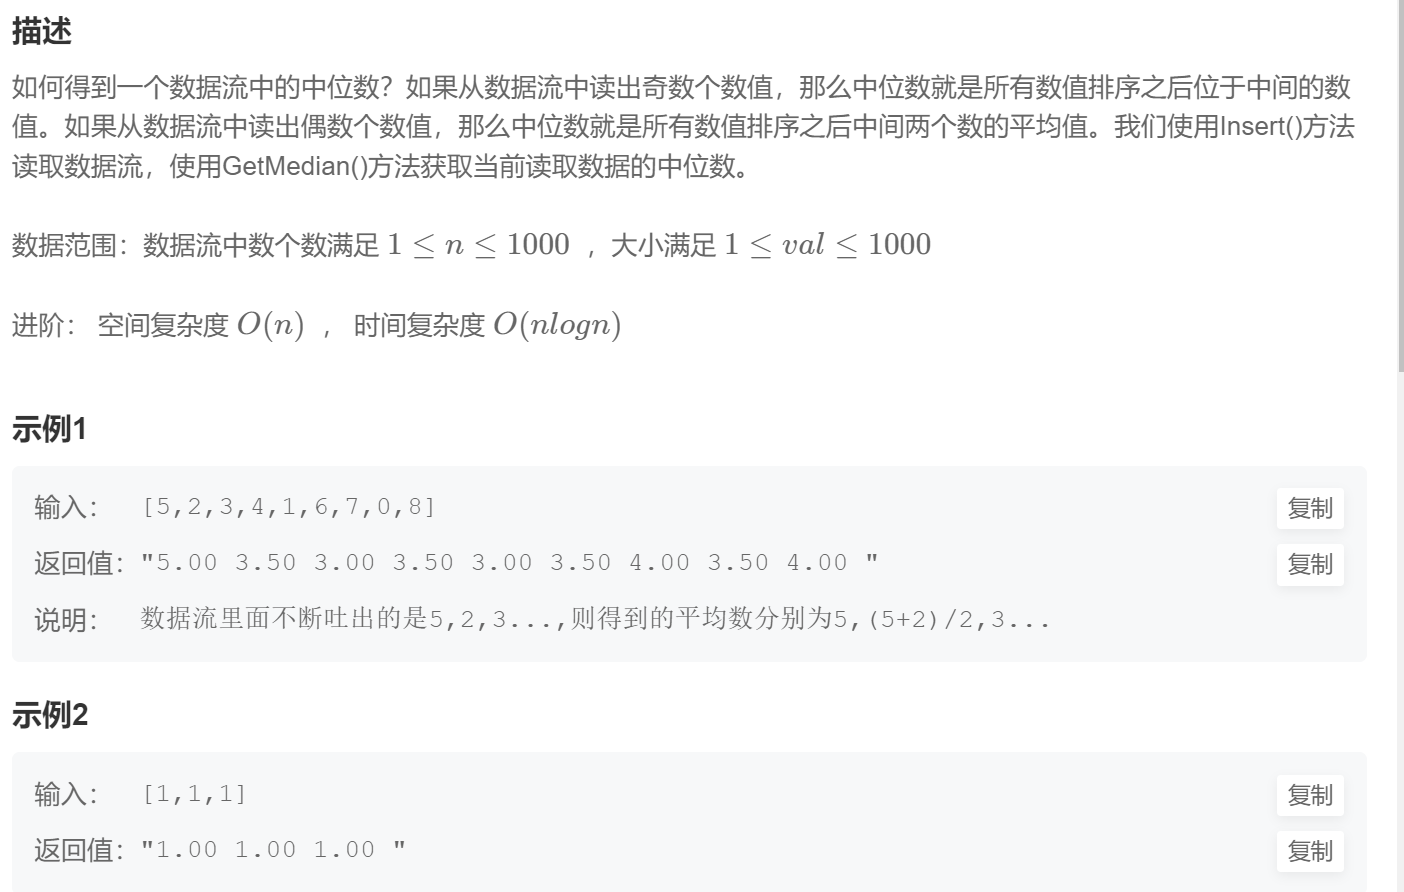 描述
如何得到一个数据流中的中位数？如果从数据流中读出奇数个数值，那么中位数就是所有数值排序之后位于中间的数
值。如果从数据流中读出偶数个数值，那么中位数就是所有数值排序之后中间两个数的平均值。我们使用Insert()方法
读取数据流，使用GetMedian()方法获取当前读取数据的中位数。
数据范围：数据流中数个数满足 1 ≤ n ≤ 1000 ，大小满足 1 ≤ val ≤ 1000
进阶： 空间复杂度 O(n) ， 时间复杂度 O(nlogn)
示例1
输入： [5,2,3,4,1,6,7,0,8] 复制
返回值："5.00 3.50 3.00 3.50 3.00 3.50 4.00 3.50 4.00 " 复制
说明： 数据流里面不断吐出的是5,2,3...,则得到的平均数分别为5,(5+2)/2,3...
示例2
输入： [1,1,1] 复制
返回值："1.00 1.00 1.00 " 复制